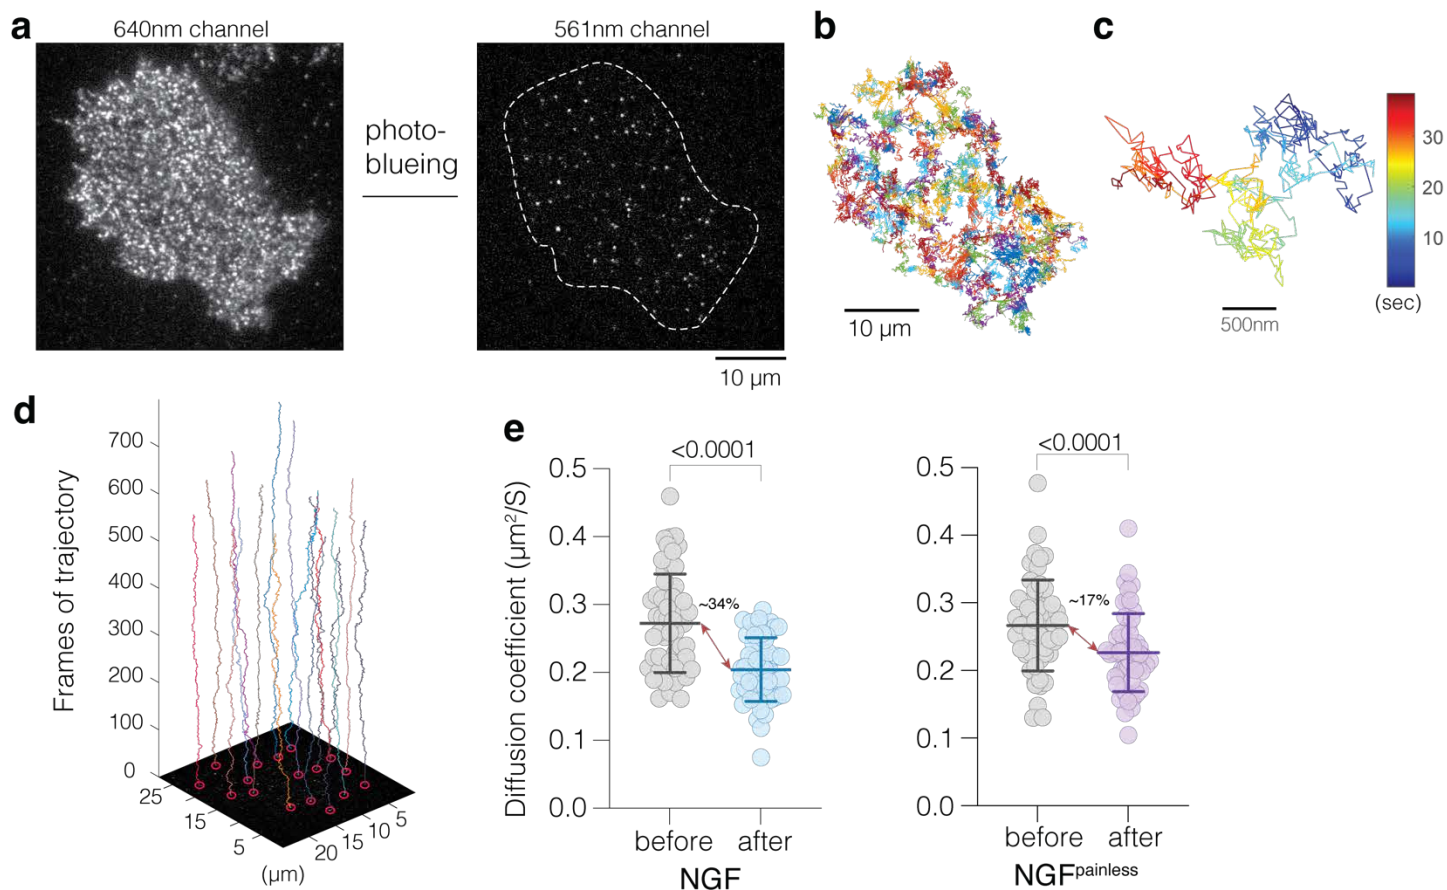 a
640nm channel
photo-
blueing
561nm channel
10 µm
b
10 µm
c
500nm
30
20
10
(sec)
d
Frames of trajectory
700
600
500
400
300
200
100
0
25
15
5
5
10
15
20
(µm)
e
Diffusion coefficient (µm²/S)
<0.0001
0.5
0.4
0.3
0.2
0.1
0.0
~34%
before
after
NGF
<0.0001
0.5
0.4
0.3
0.2
0.1
0.0
~17%
before
after
NGFᵖᵃⁱⁿˡᵉˢˢ